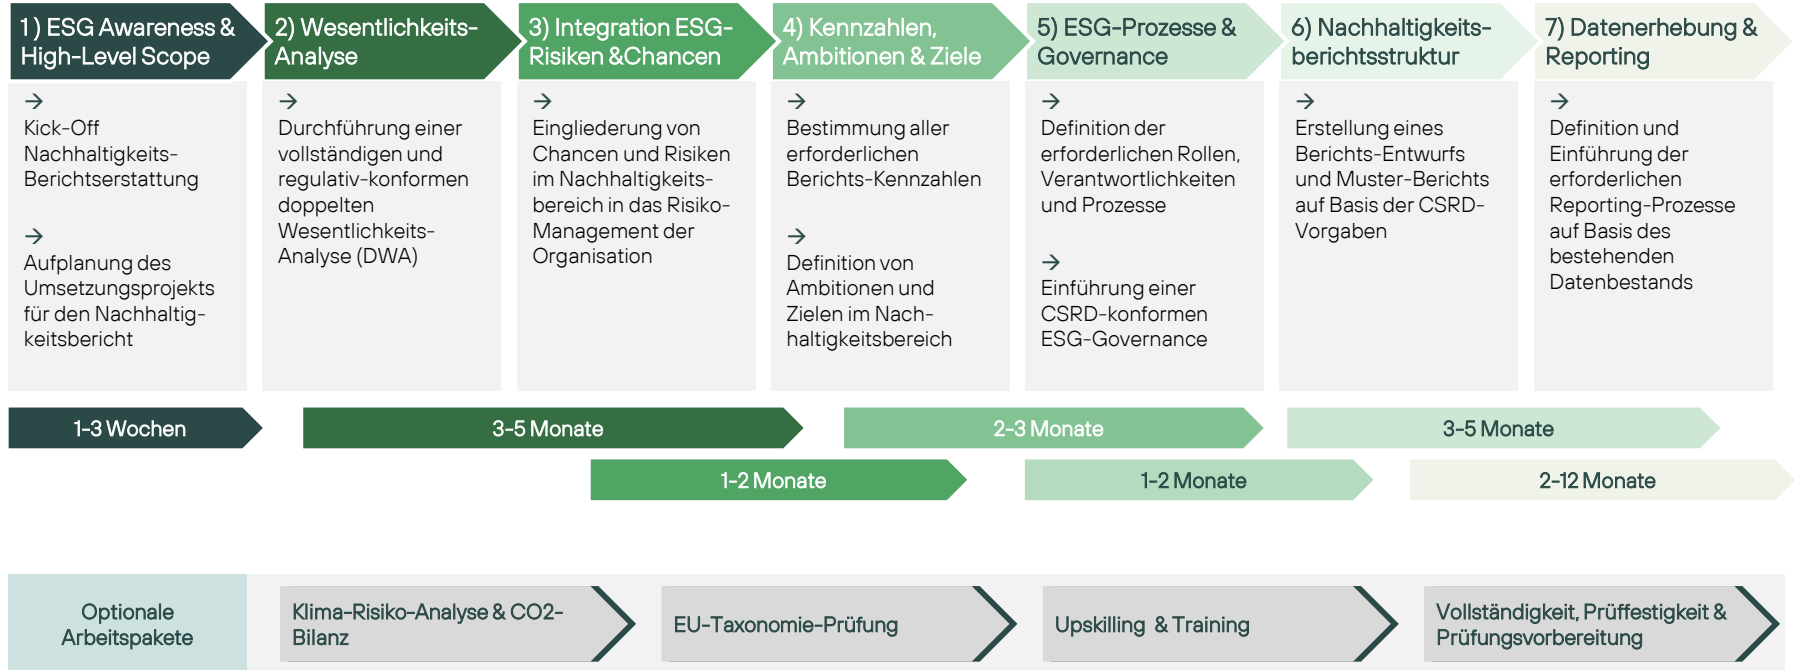 1 ) ESG Awareness &
High-Level Scope
2) Wesentlichkeits-
Analyse
3) Integration ESG-
Risiken &Chancen
4) Kennzahlen,
Ambitionen & Ziele
5) ESG-Prozesse &
Governance
6) Nachhaltigkeits-
berichtsstruktur
7) Datenerhebung &
Reporting
→
Kick-Off
Nachhaltigkeits-
Berichtserstattung
→
Aufplanung des
Umsetzungsprojekts
für den Nachhaltig-
keitsbericht
→
Durchführung einer
vollständigen und
regulativ-konformen
doppelten
Wesentlichkeits-
Analyse (DWA)
→
Eingliederung von
Chancen und Risiken
im Nachhaltigkeits-
bereich in das Risiko-
Management der
Organisation
→
Bestimmung aller
erforderlichen
Berichts-Kennzahlen
→
Definition von
Ambitionen und
Zielen im Nach-
haltigkeitsbereich
→
Definition der
erforderlichen Rollen,
Verantwortlichkeiten
und Prozesse
→
Einführung einer
CSRD-konformen
ESG-Governance
→
Erstellung eines
Berichts-Entwurfs
und Muster-Berichts
auf Basis der CSRD-
Vorgaben
→
Definition und
Einführung der
erforderlichen
Reporting-Prozesse
auf Basis des
bestehenden
Datenbestands
1-3 Wochen
3-5 Monate
2-3 Monate
3-5 Monate
1-2 Monate
1-2 Monate
2-12 Monate
Optionale
Arbeitspakete
Klima-Risiko-Analyse & CO2-
Bilanz
EU-Taxonomie-Prüfung
Upskilling & Training
Vollständigkeit, Prüffestigkeit &
Prüfungsvorbereitung